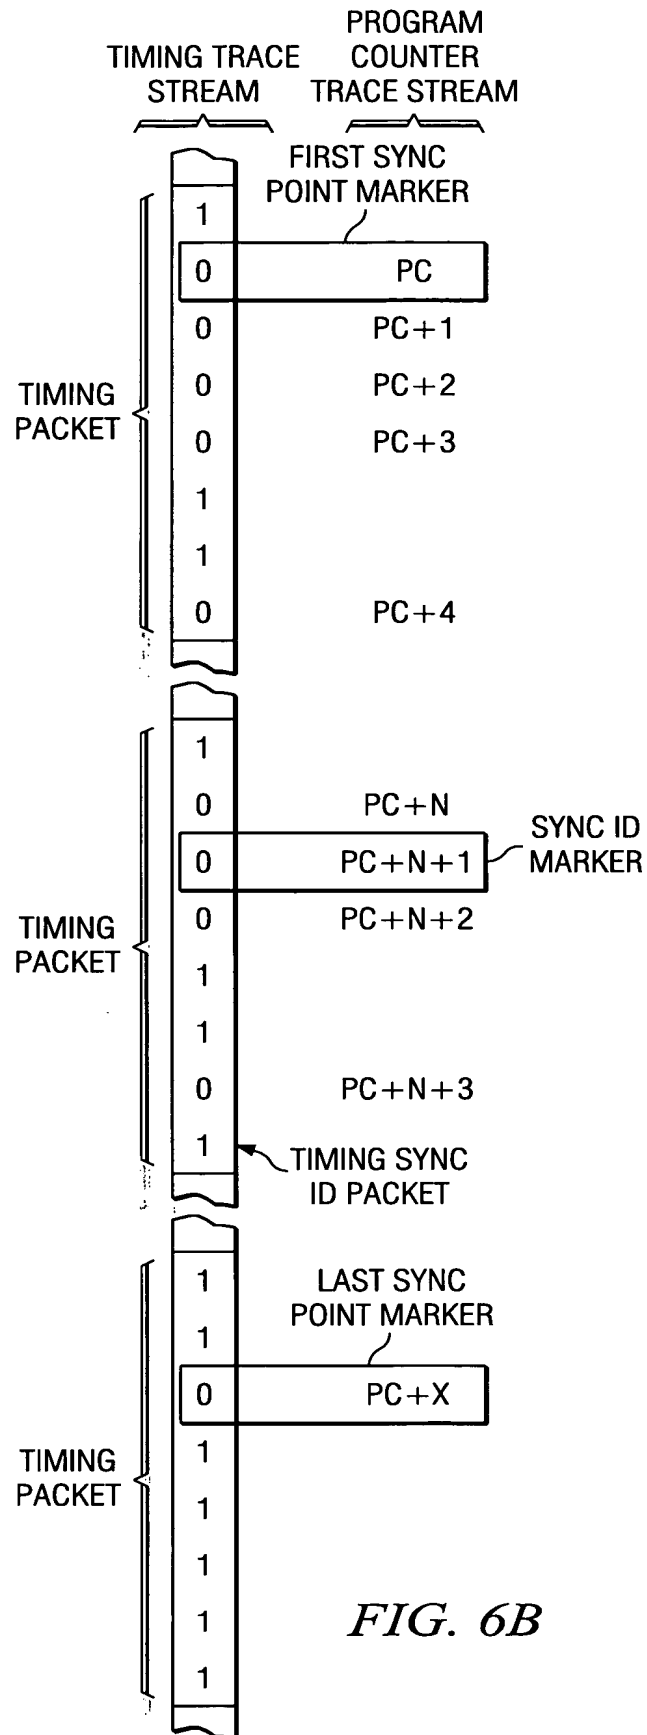 TIMING TRACE
STREAM
PROGRAM
COUNTER
TRACE STREAM
FIRST SYNC
POINT MARKER
TIMING
PACKET
1
0 PC
0 PC+1
0 PC+2
0 PC+3
1
1
0 PC+4
TIMING
PACKET
1
0 PC+N
0 PC+N+1
SYNC ID
MARKER
0 PC+N+2
1
1
0 PC+N+3
1
TIMING SYNC
ID PACKET
TIMING
PACKET
1
LAST SYNC
POINT MARKER
1
0 PC+X
1
1
1
1
1
FIG. 6B